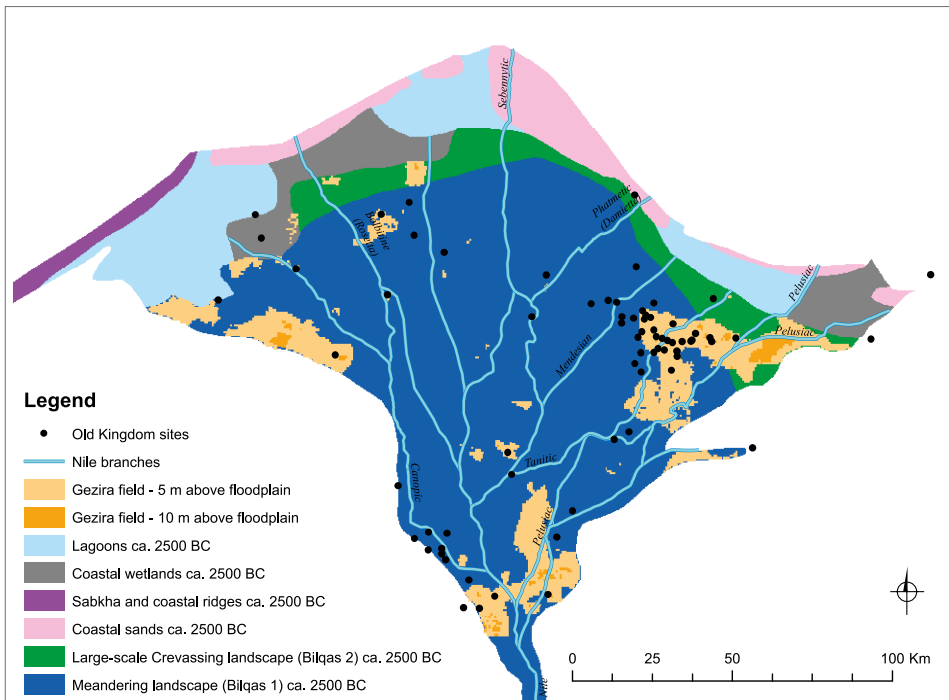 Sebennytic
Phatmetic
(Damietta)
Bolbitine
(Rosetta)
Pelusiac
Pelusiac
Mendesian
Tanitic
Canopic
Pelusiac
Nile
Legend
Old Kingdom sites
Nile branches
Gezira field - 5 m above floodplain
Gezira field - 10 m above floodplain
Lagoons ca. 2500 BC
Coastal wetlands ca. 2500 BC
Sabkha and coastal ridges ca. 2500 BC
Coastal sands ca. 2500 BC
Large-scale Crevassing landscape (Bilqas 2) ca. 2500 BC
Meandering landscape (Bilqas 1) ca. 2500 BC
0 25 50 100 Km